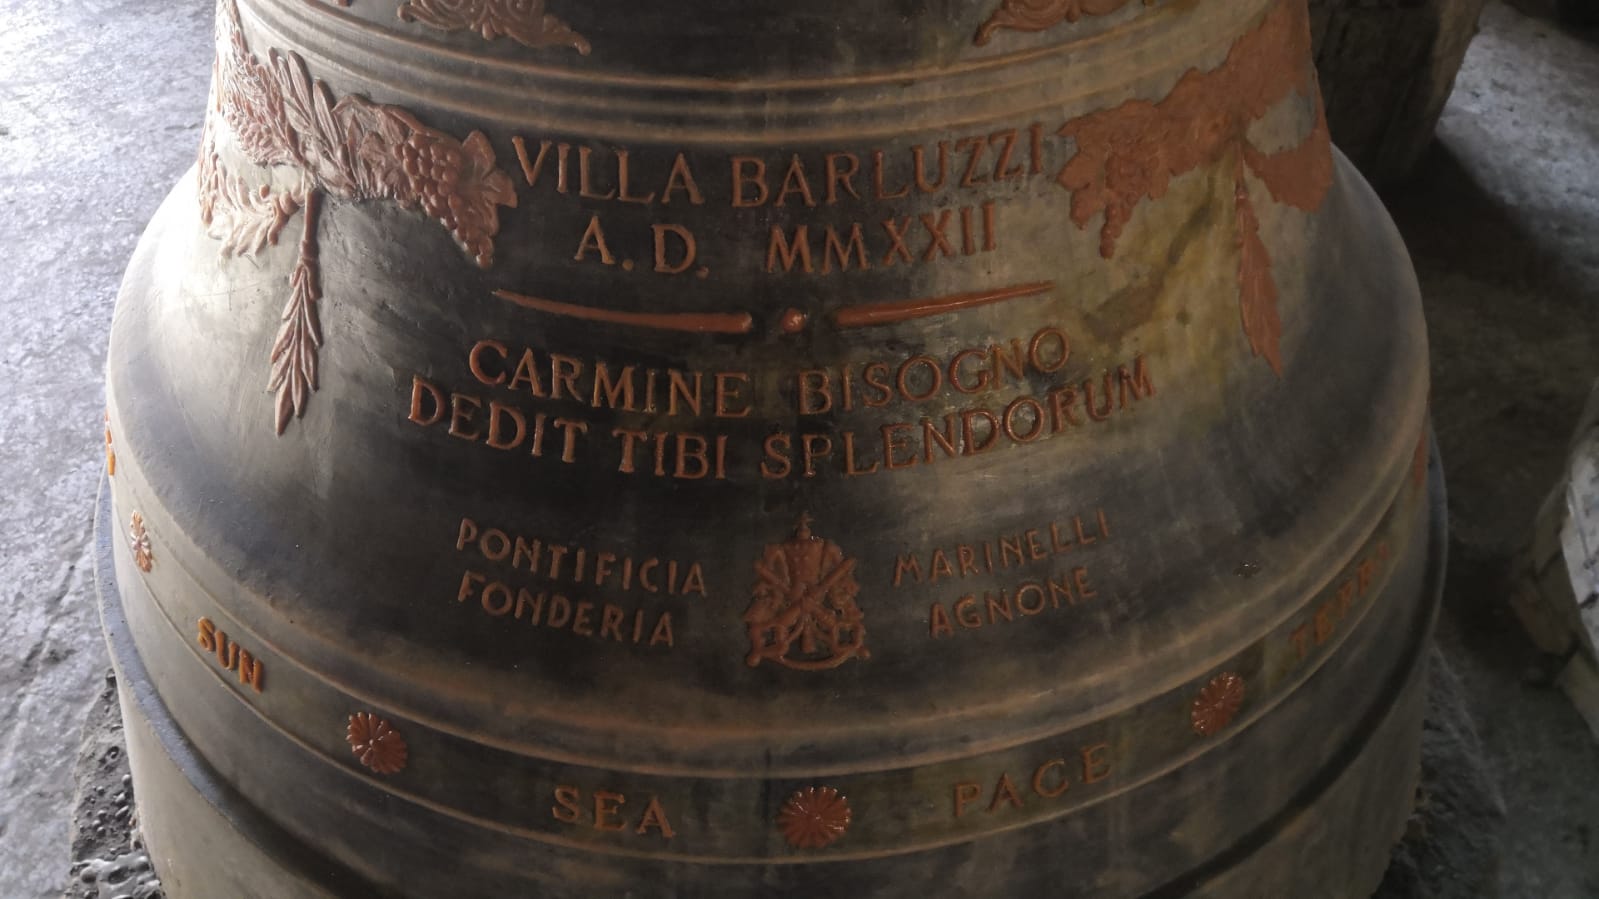 VILLA BARLUZZI
A. D. MMXXII
CARMINE BISOGNO
DEDIT TIBI SPLENDORUM
PONTIFICIA
FONDERIA
MARINELLI
AGNONE
SUN
SEA
PACE